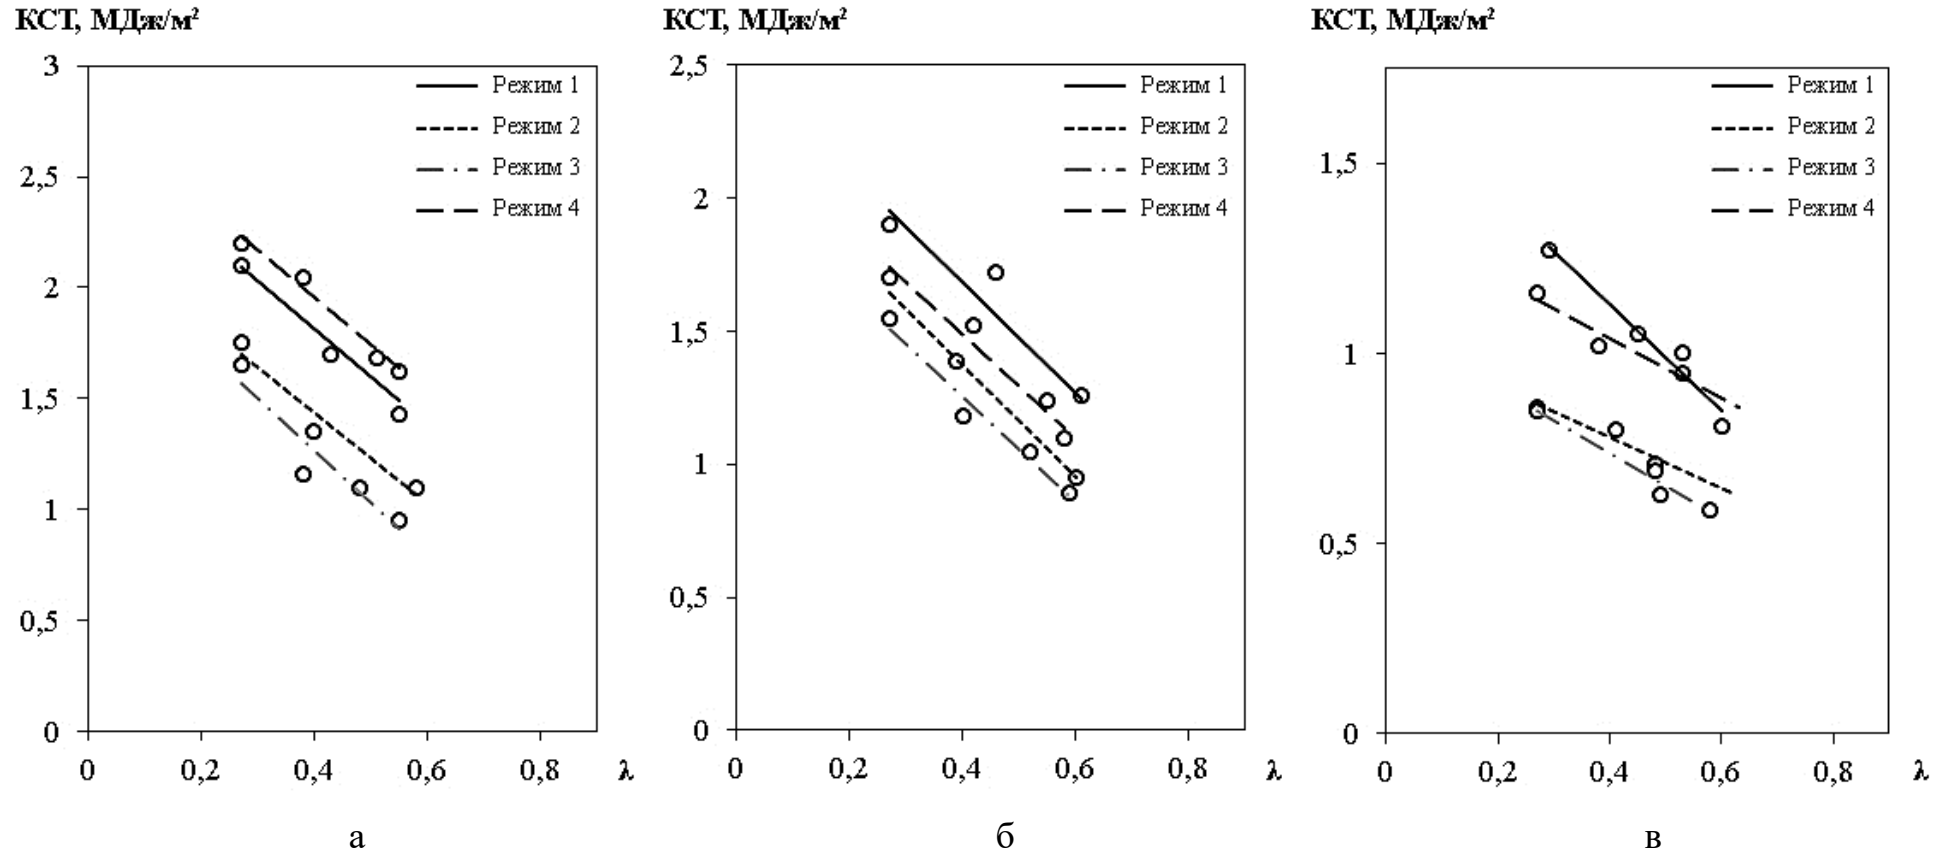 КСТ, МДж/м²
3
2,5
2
1,5
1
0,5
0
0
0,2
0,4
0,6
0,8
λ
Режим 1
Режим 2
Режим 3
Режим 4
а
КСТ, МДж/м²
2,5
2
1,5
1
0,5
0
0
0,2
0,4
0,6
0,8
λ
Режим 1
Режим 2
Режим 3
Режим 4
б
КСТ, МДж/м²
1,5
1
0,5
0
0
0,2
0,4
0,6
0,8
λ
Режим 1
Режим 2
Режим 3
Режим 4
в